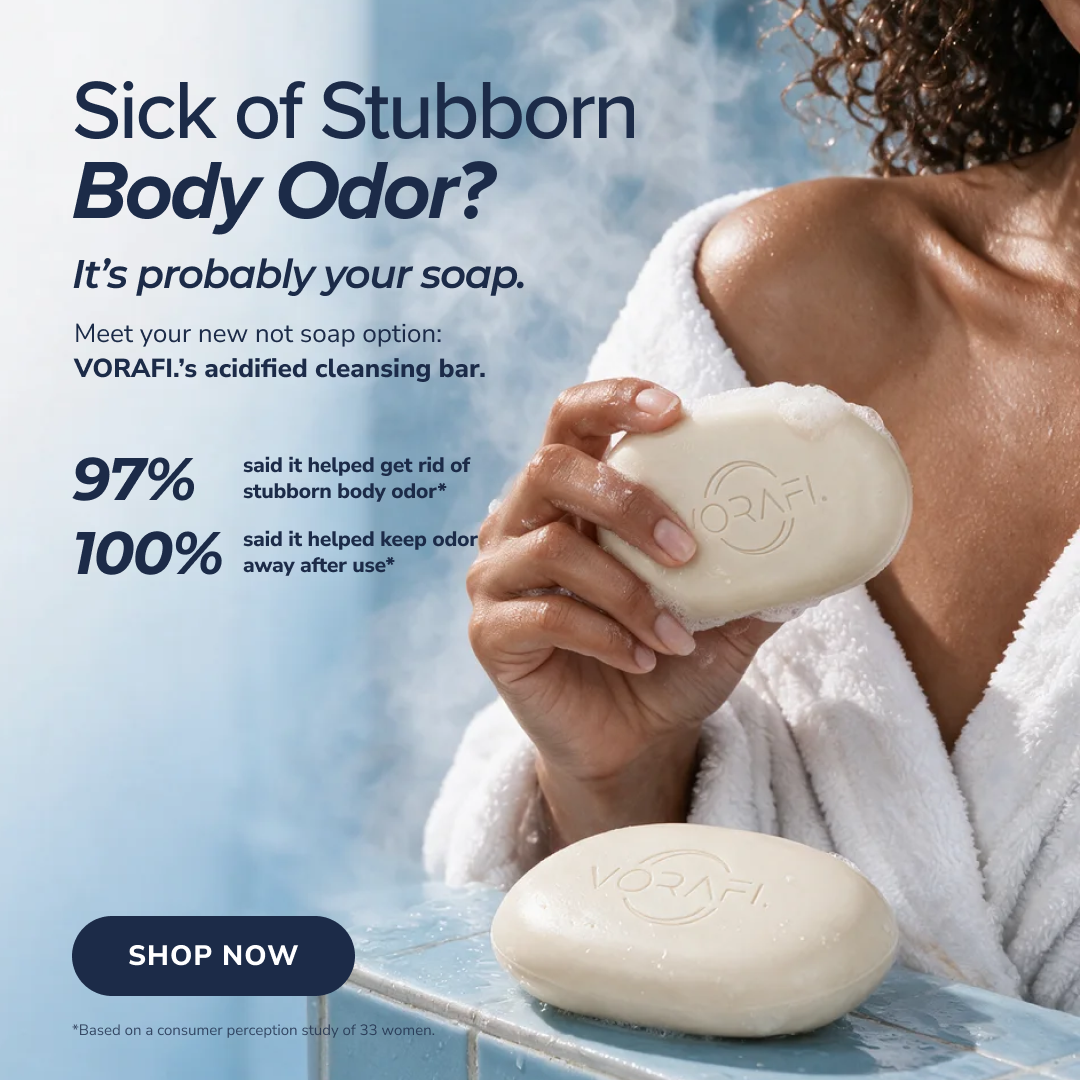 Sick of Stubborn
Body Odor?
It's probably your soap.
Meet your new not soap option:
VORAFI.'s acidified cleansing bar.
97% said it helped get rid of
stubborn body odor*
100% said it helped keep odor
away after use*
VORAFI.
VORAFI.
SHOP NOW
*Based on a consumer perception study of 33 women.